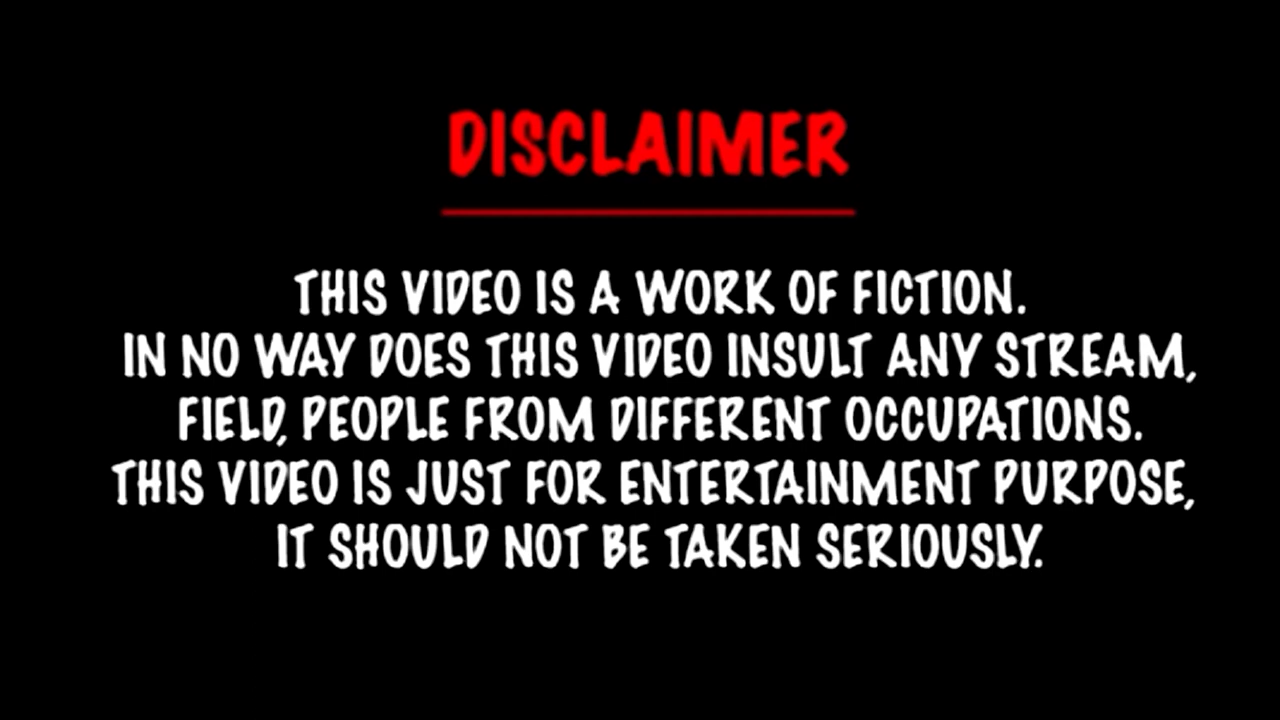 DISCLAIMER
THIS VIDEO IS A WORK OF FICTION.
IN NO WAY DOES THIS VIDEO INSULT ANY STREAM,
FIELD, PEOPLE FROM DIFFERENT OCCUPATIONS.
THIS VIDEO IS JUST FOR ENTERTAINMENT PURPOSE,
IT SHOULD NOT BE TAKEN SERIOUSLY.